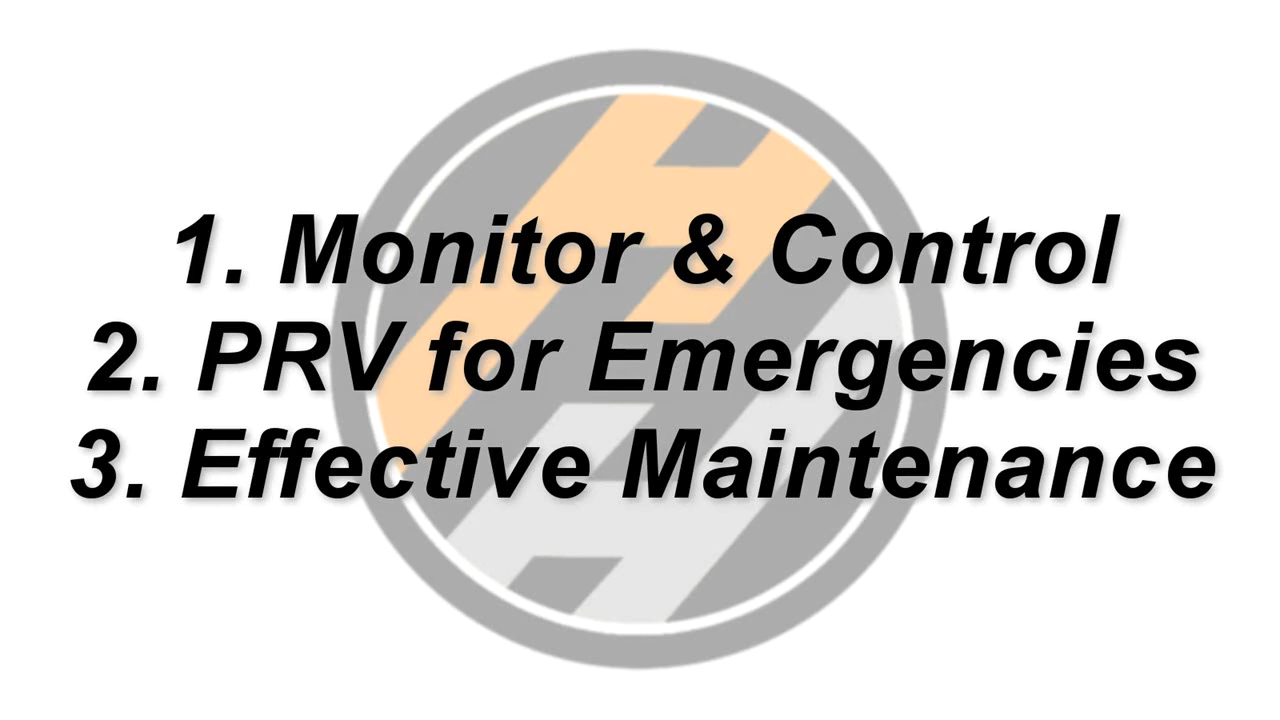 1. Monitor & Control
2. PRV for Emergencies
3. Effective Maintenance